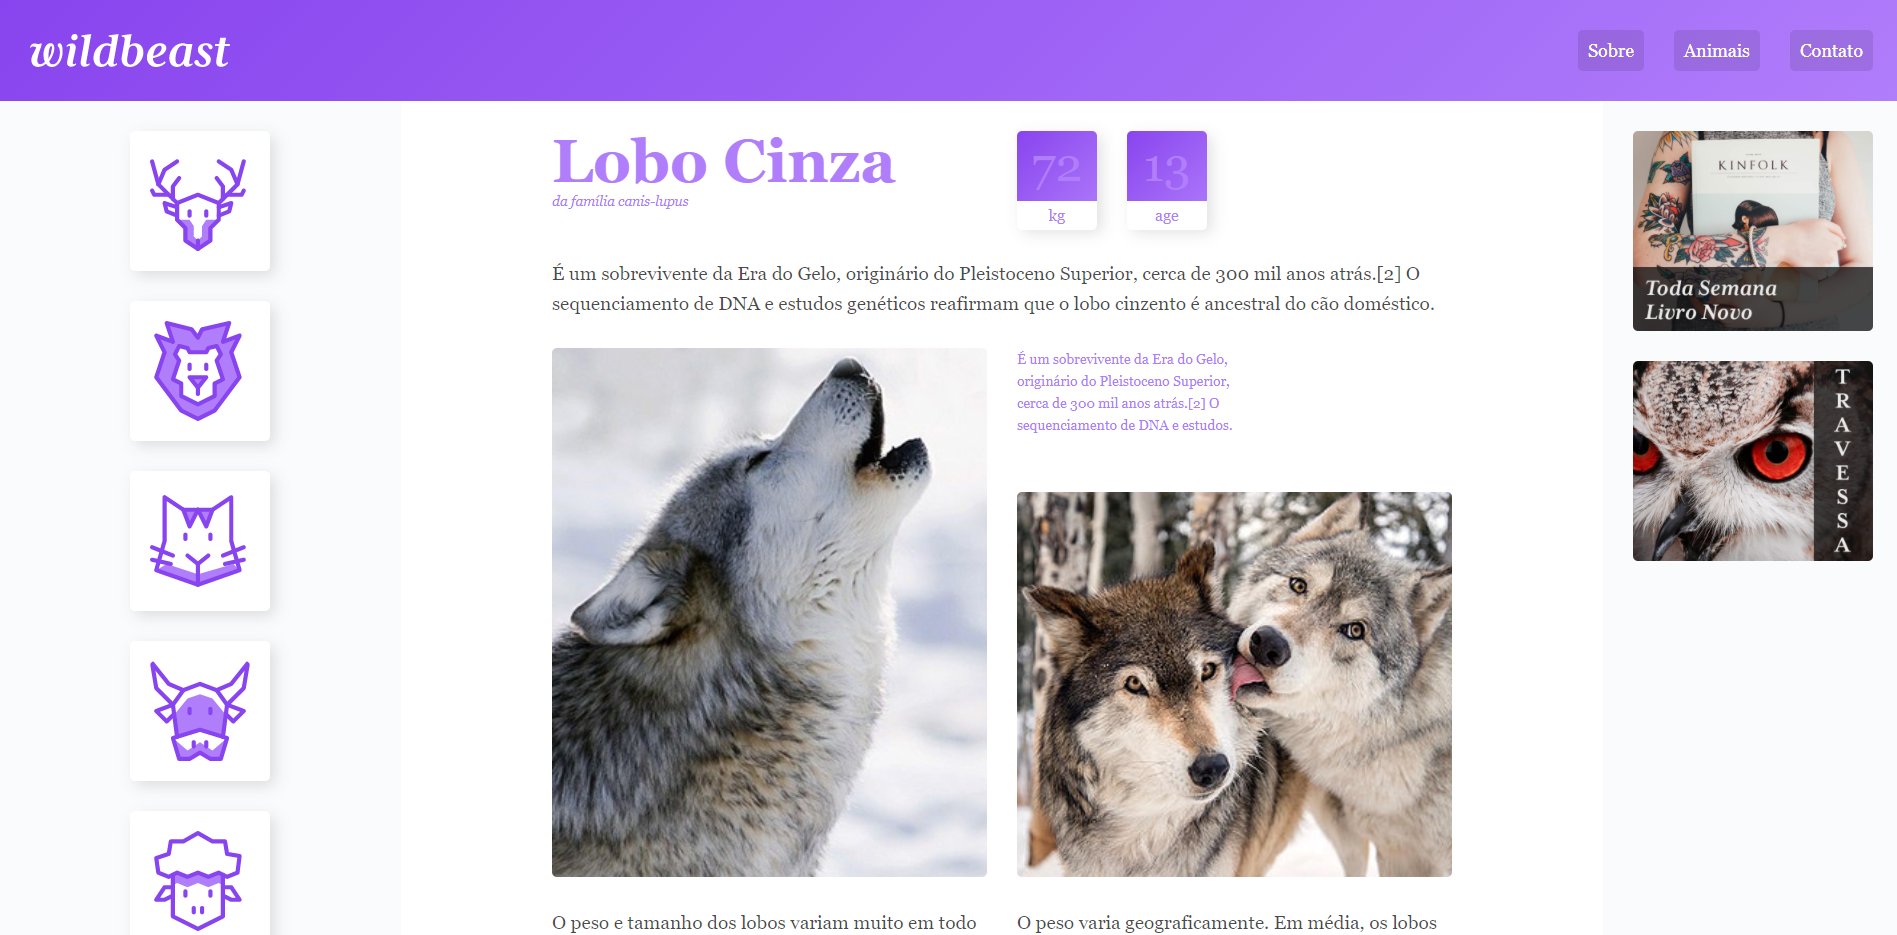 wildbeast
Sobre
Animais
Contato
Lobo Cinza
da família canis-lupus
72
kg
13
age
É um sobrevivente da Era do Gelo, originário do Pleistoceno Superior, cerca de 300 mil anos atrás.[2] O
sequenciamento de DNA e estudos genéticos reafirmam que o lobo cinzento é ancestral do cão doméstico.
É um sobrevivente da Era do Gelo,
originário do Pleistoceno Superior,
cerca de 300 mil anos atrás.[2] O
sequenciamento de DNA e estudos.
O peso e tamanho dos lobos variam muito em todo
O peso varia geograficamente. Em média, os lobos
KINFOLK
Toda Semana
Livro Novo
TRAVESSA